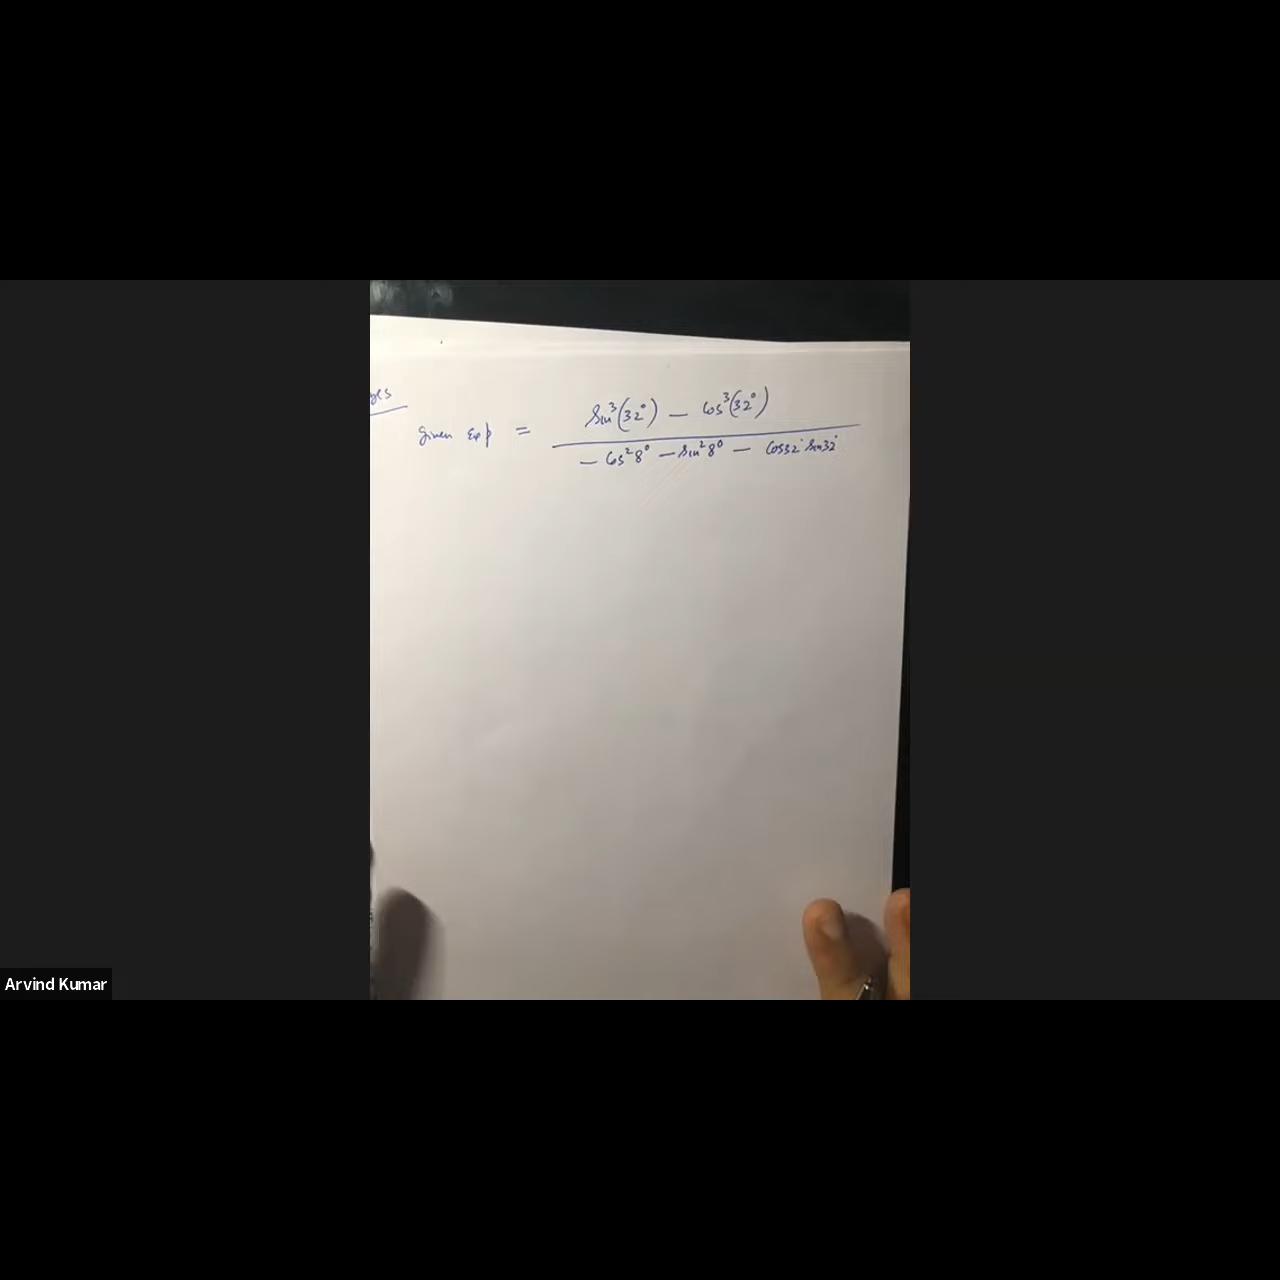 given exp = sin³(32°) − cos³(32°)
− cos²8° − sin²8° − cos32° sin32°
Arvind Kumar